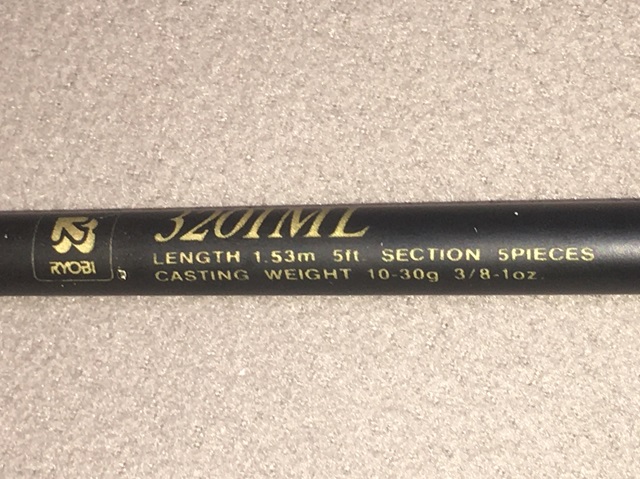 3201ML
RYOBI
LENGTH 1.53m 5ft. SECTION 5PIECES
CASTING WEIGHT 10-30g 3/8-1oz.